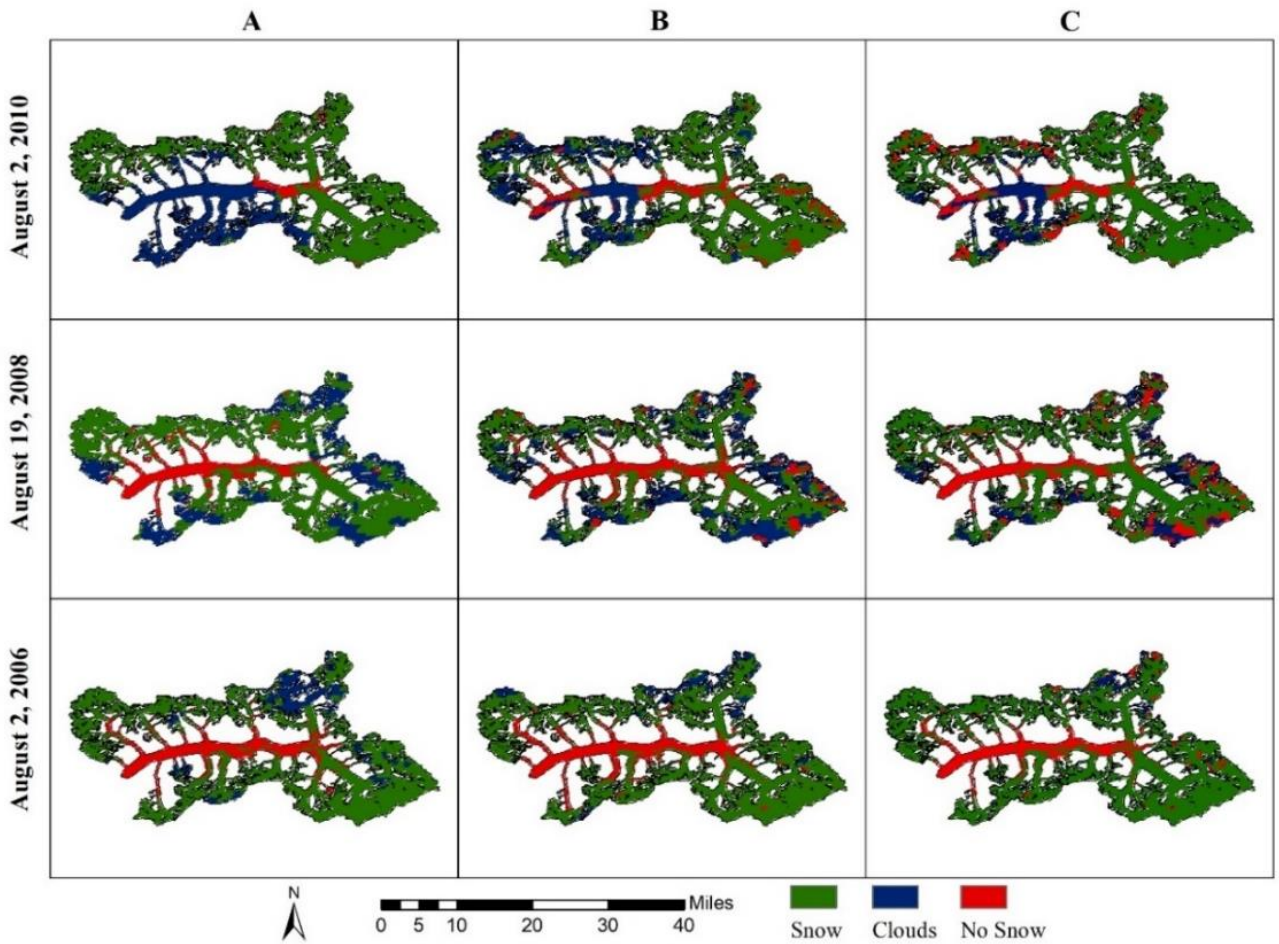 A B C
August 2, 2010
August 19, 2008
August 2, 2006
N
0 5 10 20 30 40 Miles
Snow Clouds No Snow